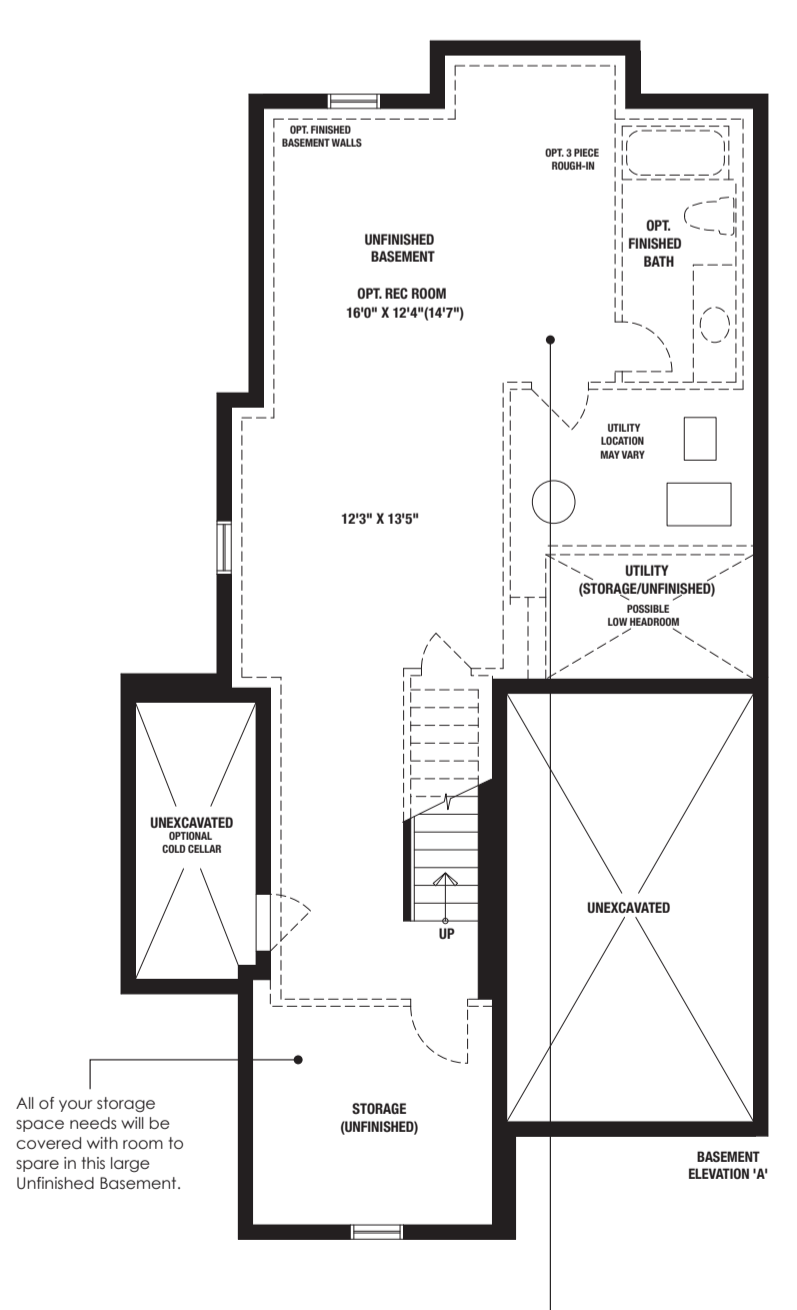 OPT. FINISHED
BASEMENT WALLS
OPT. 3 PIECE
ROUGH-IN
UNFINISHED
BASEMENT
OPT. REC ROOM
16'0" X 12'4"(14'7")
OPT.
FINISHED
BATH
UTILITY
LOCATION
MAY VARY
12'3" X 13'5"
UTILITY
(STORAGE/UNFINISHED)
POSSIBLE
LOW HEADROOM
UNEXCAVATED
OPTIONAL
COLD CELLAR
UP
UNEXCAVATED
All of your storage
space needs will be
covered with room to
spare in this large
Unfinished Basement.
STORAGE
(UNFINISHED)
BASEMENT
ELEVATION 'A'